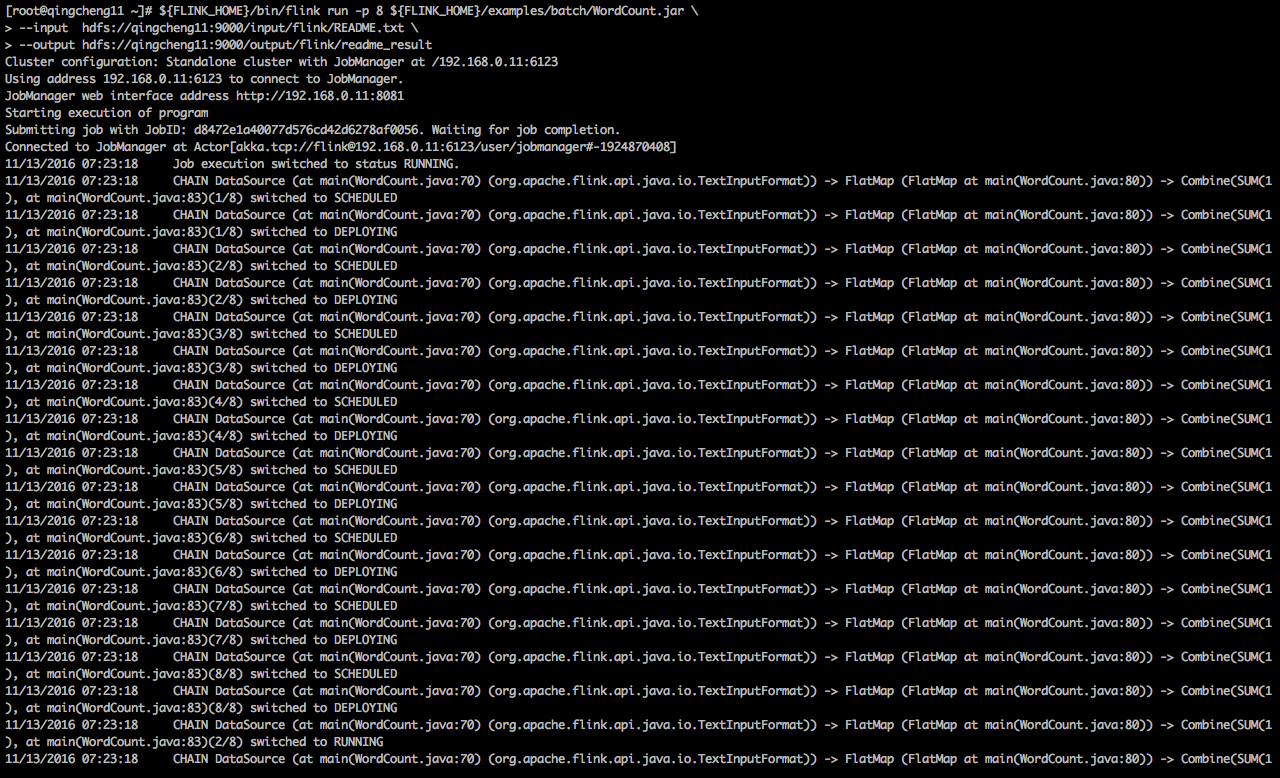 [root@qingcheng11 ~]# ${FLINK_HOME}/bin/flink run -p 8 ${FLINK_HOME}/examples/batch/WordCount.jar \
> --input  hdfs://qingcheng11:9000/input/flink/README.txt \
> --output hdfs://qingcheng11:9000/output/flink/readme_result
Cluster configuration: Standalone cluster with JobManager at /192.168.0.11:6123
Using address 192.168.0.11:6123 to connect to JobManager.
JobManager web interface address http://192.168.0.11:8081
Starting execution of program
Submitting job with JobID: d8472e1a40077d576cd42d6278af0056. Waiting for job completion.
Connected to JobManager at Actor[akka.tcp://flink@192.168.0.11:6123/user/jobmanager#-1924870408]
11/13/2016 07:23:18     Job execution switched to status RUNNING.
11/13/2016 07:23:18     CHAIN DataSource (at main(WordCount.java:70) (org.apache.flink.api.java.io.TextInputFormat)) -> FlatMap (FlatMap at main(WordCount.java:80)) -> Combine(SUM(1
), at main(WordCount.java:83)(1/8) switched to SCHEDULED
11/13/2016 07:23:18     CHAIN DataSource (at main(WordCount.java:70) (org.apache.flink.api.java.io.TextInputFormat)) -> FlatMap (FlatMap at main(WordCount.java:80)) -> Combine(SUM(1
), at main(WordCount.java:83)(1/8) switched to DEPLOYING
11/13/2016 07:23:18     CHAIN DataSource (at main(WordCount.java:70) (org.apache.flink.api.java.io.TextInputFormat)) -> FlatMap (FlatMap at main(WordCount.java:80)) -> Combine(SUM(1
), at main(WordCount.java:83)(2/8) switched to SCHEDULED
11/13/2016 07:23:18     CHAIN DataSource (at main(WordCount.java:70) (org.apache.flink.api.java.io.TextInputFormat)) -> FlatMap (FlatMap at main(WordCount.java:80)) -> Combine(SUM(1
), at main(WordCount.java:83)(2/8) switched to DEPLOYING
11/13/2016 07:23:18     CHAIN DataSource (at main(WordCount.java:70) (org.apache.flink.api.java.io.TextInputFormat)) -> FlatMap (FlatMap at main(WordCount.java:80)) -> Combine(SUM(1
), at main(WordCount.java:83)(3/8) switched to SCHEDULED
11/13/2016 07:23:18     CHAIN DataSource (at main(WordCount.java:70) (org.apache.flink.api.java.io.TextInputFormat)) -> FlatMap (FlatMap at main(WordCount.java:80)) -> Combine(SUM(1
), at main(WordCount.java:83)(3/8) switched to DEPLOYING
11/13/2016 07:23:18     CHAIN DataSource (at main(WordCount.java:70) (org.apache.flink.api.java.io.TextInputFormat)) -> FlatMap (FlatMap at main(WordCount.java:80)) -> Combine(SUM(1
), at main(WordCount.java:83)(4/8) switched to SCHEDULED
11/13/2016 07:23:18     CHAIN DataSource (at main(WordCount.java:70) (org.apache.flink.api.java.io.TextInputFormat)) -> FlatMap (FlatMap at main(WordCount.java:80)) -> Combine(SUM(1
), at main(WordCount.java:83)(4/8) switched to DEPLOYING
11/13/2016 07:23:18     CHAIN DataSource (at main(WordCount.java:70) (org.apache.flink.api.java.io.TextInputFormat)) -> FlatMap (FlatMap at main(WordCount.java:80)) -> Combine(SUM(1
), at main(WordCount.java:83)(5/8) switched to SCHEDULED
11/13/2016 07:23:18     CHAIN DataSource (at main(WordCount.java:70) (org.apache.flink.api.java.io.TextInputFormat)) -> FlatMap (FlatMap at main(WordCount.java:80)) -> Combine(SUM(1
), at main(WordCount.java:83)(5/8) switched to DEPLOYING
11/13/2016 07:23:18     CHAIN DataSource (at main(WordCount.java:70) (org.apache.flink.api.java.io.TextInputFormat)) -> FlatMap (FlatMap at main(WordCount.java:80)) -> Combine(SUM(1
), at main(WordCount.java:83)(6/8) switched to SCHEDULED
11/13/2016 07:23:18     CHAIN DataSource (at main(WordCount.java:70) (org.apache.flink.api.java.io.TextInputFormat)) -> FlatMap (FlatMap at main(WordCount.java:80)) -> Combine(SUM(1
), at main(WordCount.java:83)(6/8) switched to DEPLOYING
11/13/2016 07:23:18     CHAIN DataSource (at main(WordCount.java:70) (org.apache.flink.api.java.io.TextInputFormat)) -> FlatMap (FlatMap at main(WordCount.java:80)) -> Combine(SUM(1
), at main(WordCount.java:83)(7/8) switched to SCHEDULED
11/13/2016 07:23:18     CHAIN DataSource (at main(WordCount.java:70) (org.apache.flink.api.java.io.TextInputFormat)) -> FlatMap (FlatMap at main(WordCount.java:80)) -> Combine(SUM(1
), at main(WordCount.java:83)(7/8) switched to DEPLOYING
11/13/2016 07:23:18     CHAIN DataSource (at main(WordCount.java:70) (org.apache.flink.api.java.io.TextInputFormat)) -> FlatMap (FlatMap at main(WordCount.java:80)) -> Combine(SUM(1
), at main(WordCount.java:83)(8/8) switched to SCHEDULED
11/13/2016 07:23:18     CHAIN DataSource (at main(WordCount.java:70) (org.apache.flink.api.java.io.TextInputFormat)) -> FlatMap (FlatMap at main(WordCount.java:80)) -> Combine(SUM(1
), at main(WordCount.java:83)(8/8) switched to DEPLOYING
11/13/2016 07:23:18     CHAIN DataSource (at main(WordCount.java:70) (org.apache.flink.api.java.io.TextInputFormat)) -> FlatMap (FlatMap at main(WordCount.java:80)) -> Combine(SUM(1
), at main(WordCount.java:83)(2/8) switched to RUNNING
11/13/2016 07:23:18     CHAIN DataSource (at main(WordCount.java:70) (org.apache.flink.api.java.io.TextInputFormat)) -> FlatMap (FlatMap at main(WordCount.java:80)) -> Combine(SUM(1